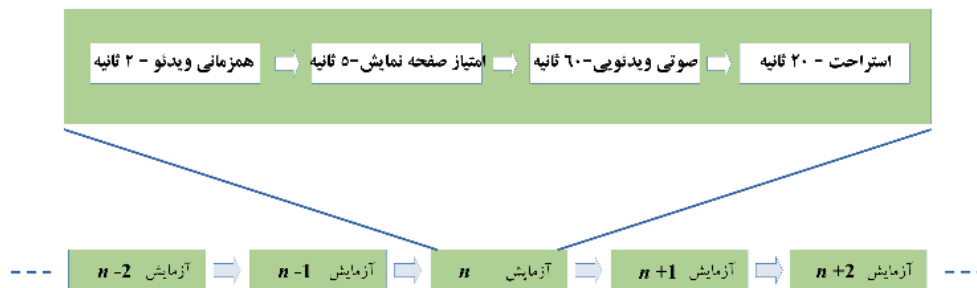 همزمانی ویدئو - ۲ ثانیه
امتیاز صفحه نمایش-۵ ثانیه
صوتی ویدئویی-٦٠ ثانیه
استراحت - ۲۰ ثانیه
آزمایش n -2
آزمایش n -1
آزمایش n
آزمایش n +1
آزمایش n +2